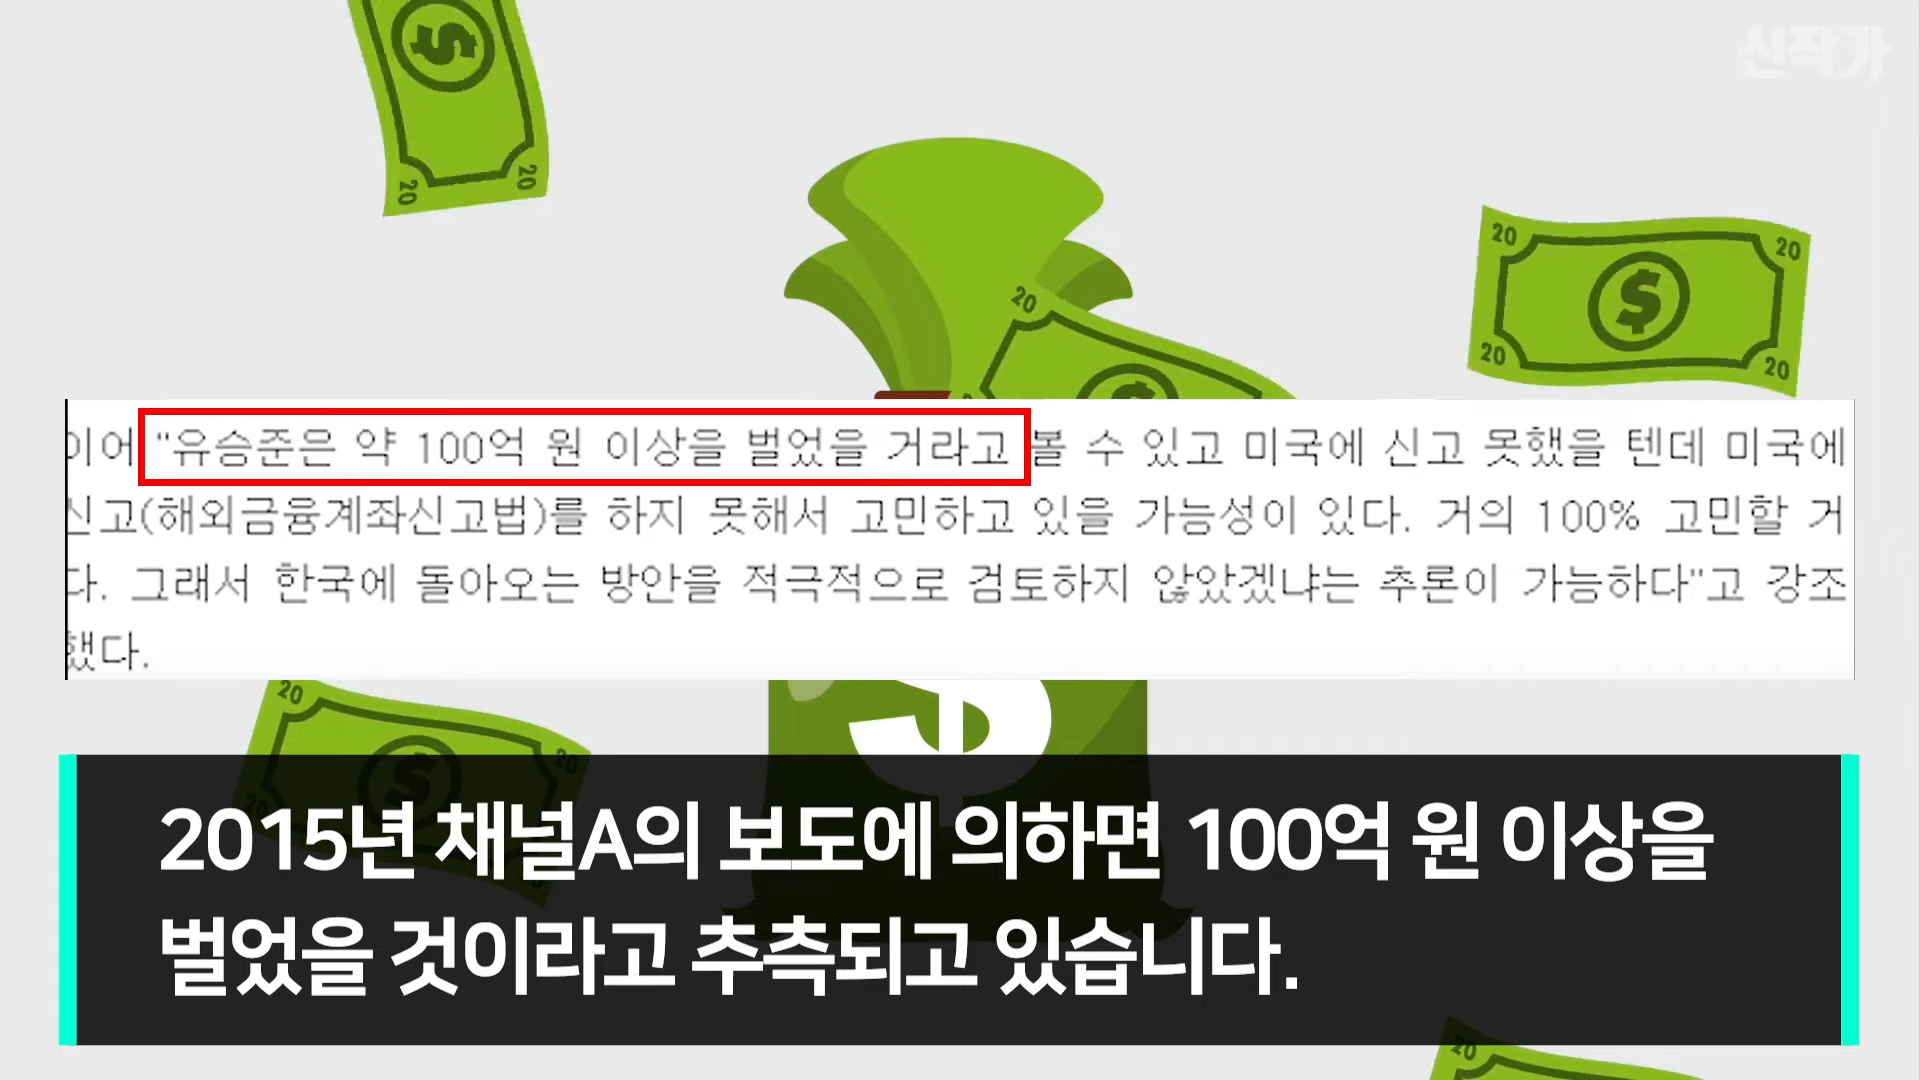 신작가
20
20
20
20
20
20
20
이어 "유승준은 약 100억 원 이상을 벌었을 거라고 볼 수 있고 미국에 신고 못했을 텐데 미국에
신고(해외금융계좌신고법)를 하지 못해서 고민하고 있을 가능성이 있다. 거의 100% 고민할 거
다. 그래서 한국에 돌아오는 방안을 적극적으로 검토하지 않았겠냐는 추론이 가능하다"고 강조
했다.
20
20
20
2015년 채널A의 보도에 의하면 100억 원 이상을
벌었을 것이라고 추측되고 있습니다.
20